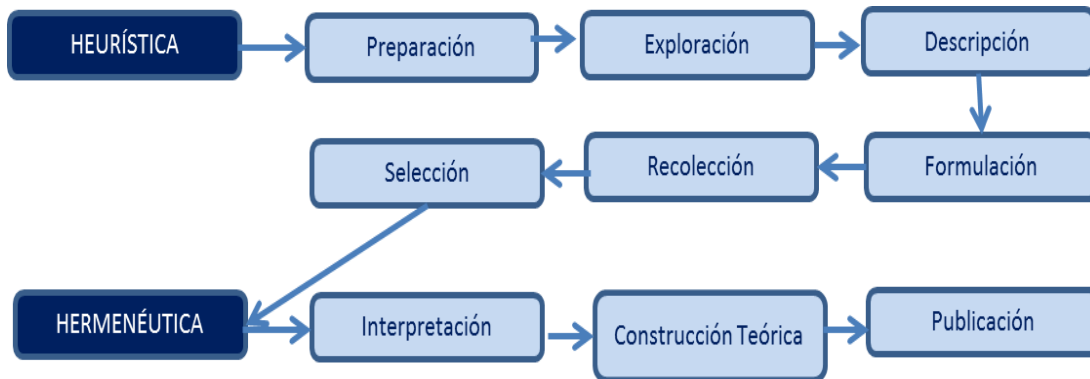 HEURÍSTICA
Preparación
Exploración
Descripción
Selección
Recolección
Formulación
HERMENÉUTICA
Interpretación
Construcción Teórica
Publicación